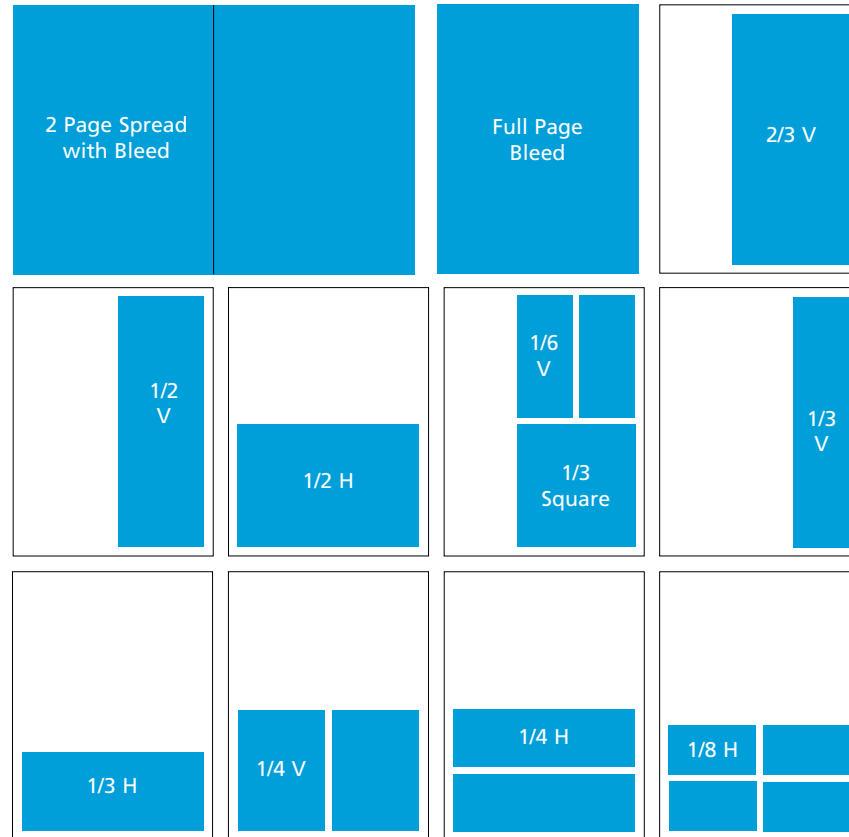 2 Page Spread
with Bleed
Full Page
Bleed
2/3 V
1/2
V
1/2 H
1/6
V
1/3
Square
1/3
V
1/3 H
1/4 V
1/4 H
1/8 H